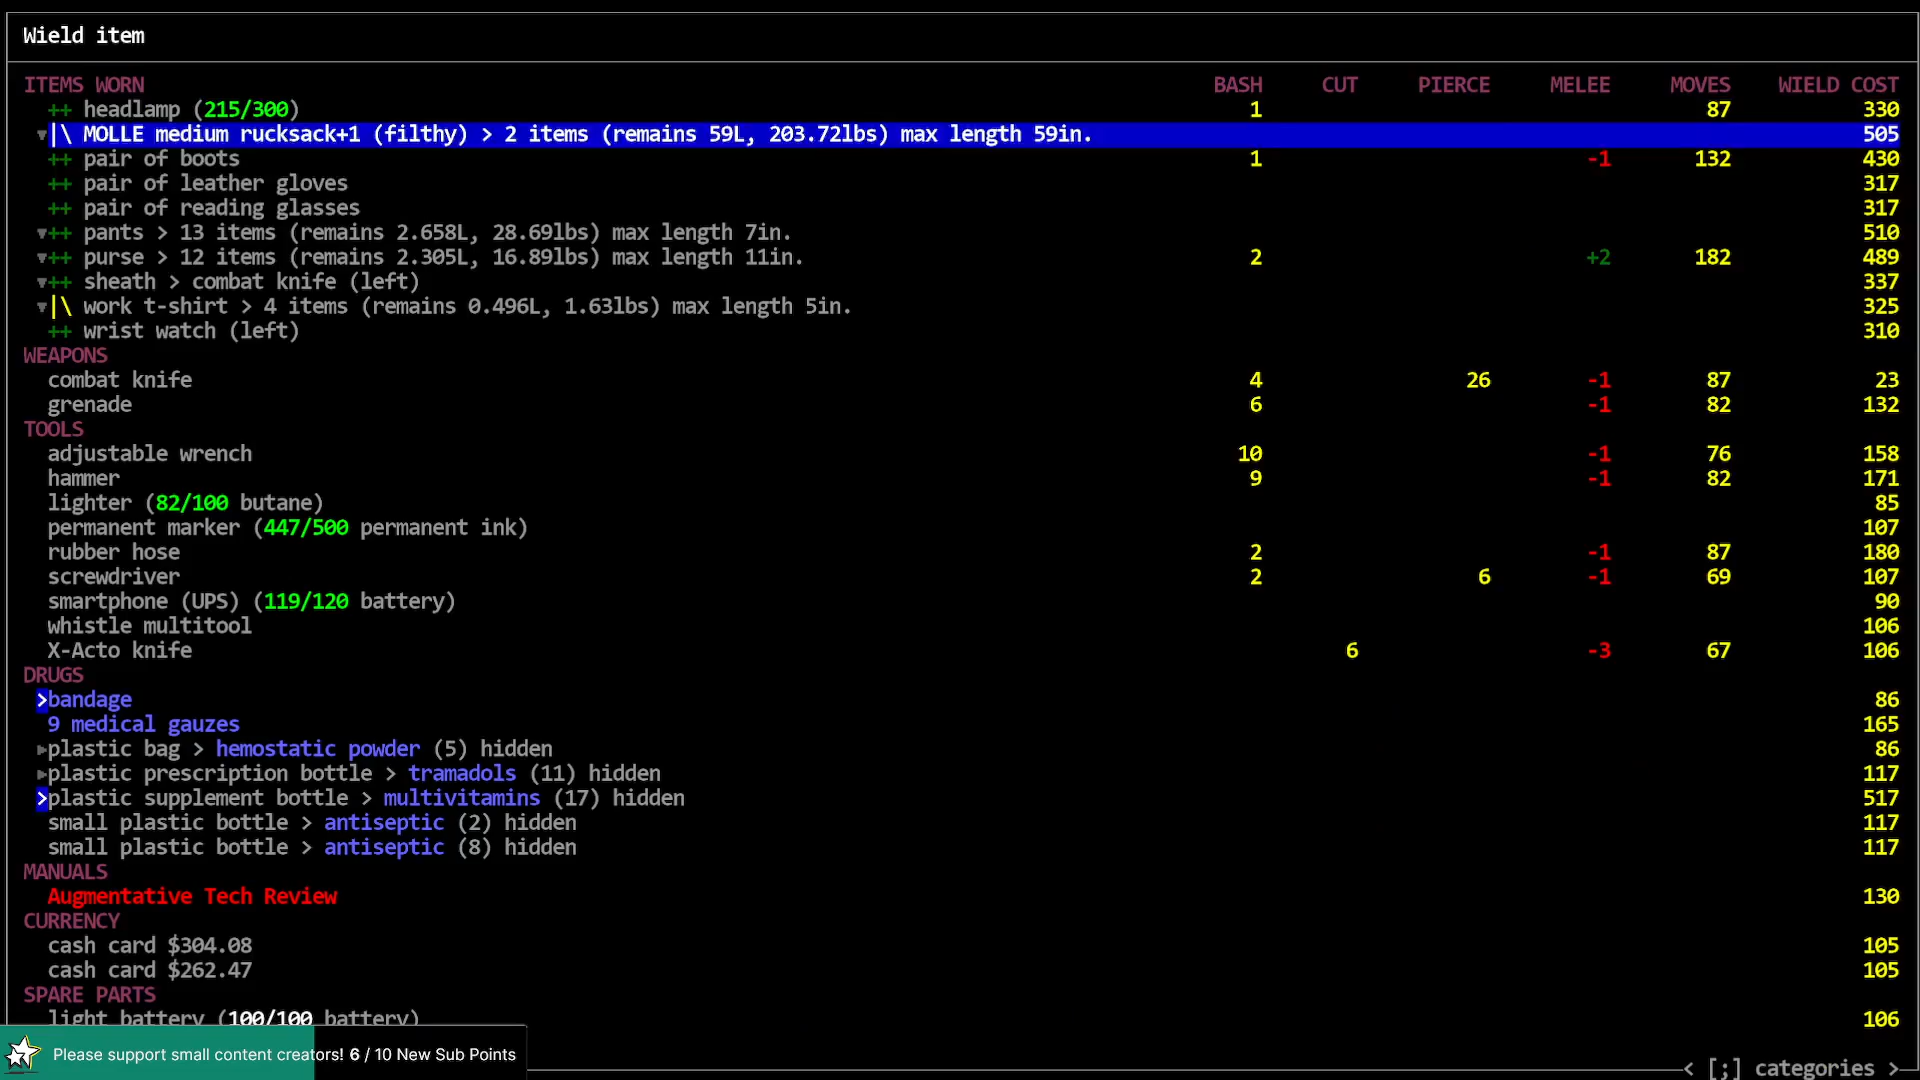 Wield item
ITEMS WORN BASH CUT PIERCE MELEE MOVES WIELD COST
++ headlamp (215/300) 1 87 330
▼|\ MOLLE medium rucksack+1 (filthy) > 2 items (remains 59L, 203.72lbs) max length 59in. 505
++ pair of boots 1 -1 132 430
++ pair of leather gloves 317
++ pair of reading glasses 317
▼++ pants > 13 items (remains 2.658L, 28.69lbs) max length 7in. 510
▼++ purse > 12 items (remains 2.305L, 16.89lbs) max length 11in. 2 +2 182 489
▼++ sheath > combat knife (left) 337
▼|\ work t-shirt > 4 items (remains 0.496L, 1.63lbs) max length 5in. 325
++ wrist watch (left) 310
WEAPONS
combat knife 4 26 -1 87 23
grenade 6 -1 82 132
TOOLS
adjustable wrench 10 -1 76 158
hammer 9 -1 82 171
lighter (82/100 butane) 85
permanent marker (447/500 permanent ink) 107
rubber hose 2 -1 87 180
screwdriver 2 6 -1 69 107
smartphone (UPS) (119/120 battery) 90
whistle multitool 106
X-Acto knife 6 -3 67 106
DRUGS
>bandage 86
9 medical gauzes 165
▶plastic bag > hemostatic powder (5) hidden 86
▶plastic prescription bottle > tramadols (11) hidden 117
>plastic supplement bottle > multivitamins (17) hidden 517
small plastic bottle > antiseptic (2) hidden 117
small plastic bottle > antiseptic (8) hidden 117
MANUALS
Augmentative Tech Review 130
CURRENCY
cash card $304.08 105
cash card $262.47 105
SPARE PARTS
light battery (100/100 battery) 106
Please support small content creators! 6 / 10 New Sub Points
< [;] categories >